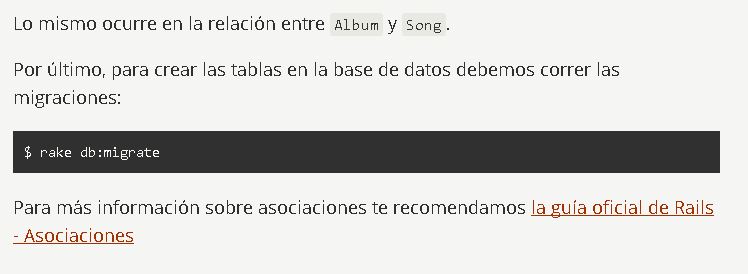 Lo mismo ocurre en la relación entre Album y Song.
Por último, para crear las tablas en la base de datos debemos correr las
migraciones:
$ rake db:migrate
Para más información sobre asociaciones te recomendamos la guía oficial de Rails
- Asociaciones